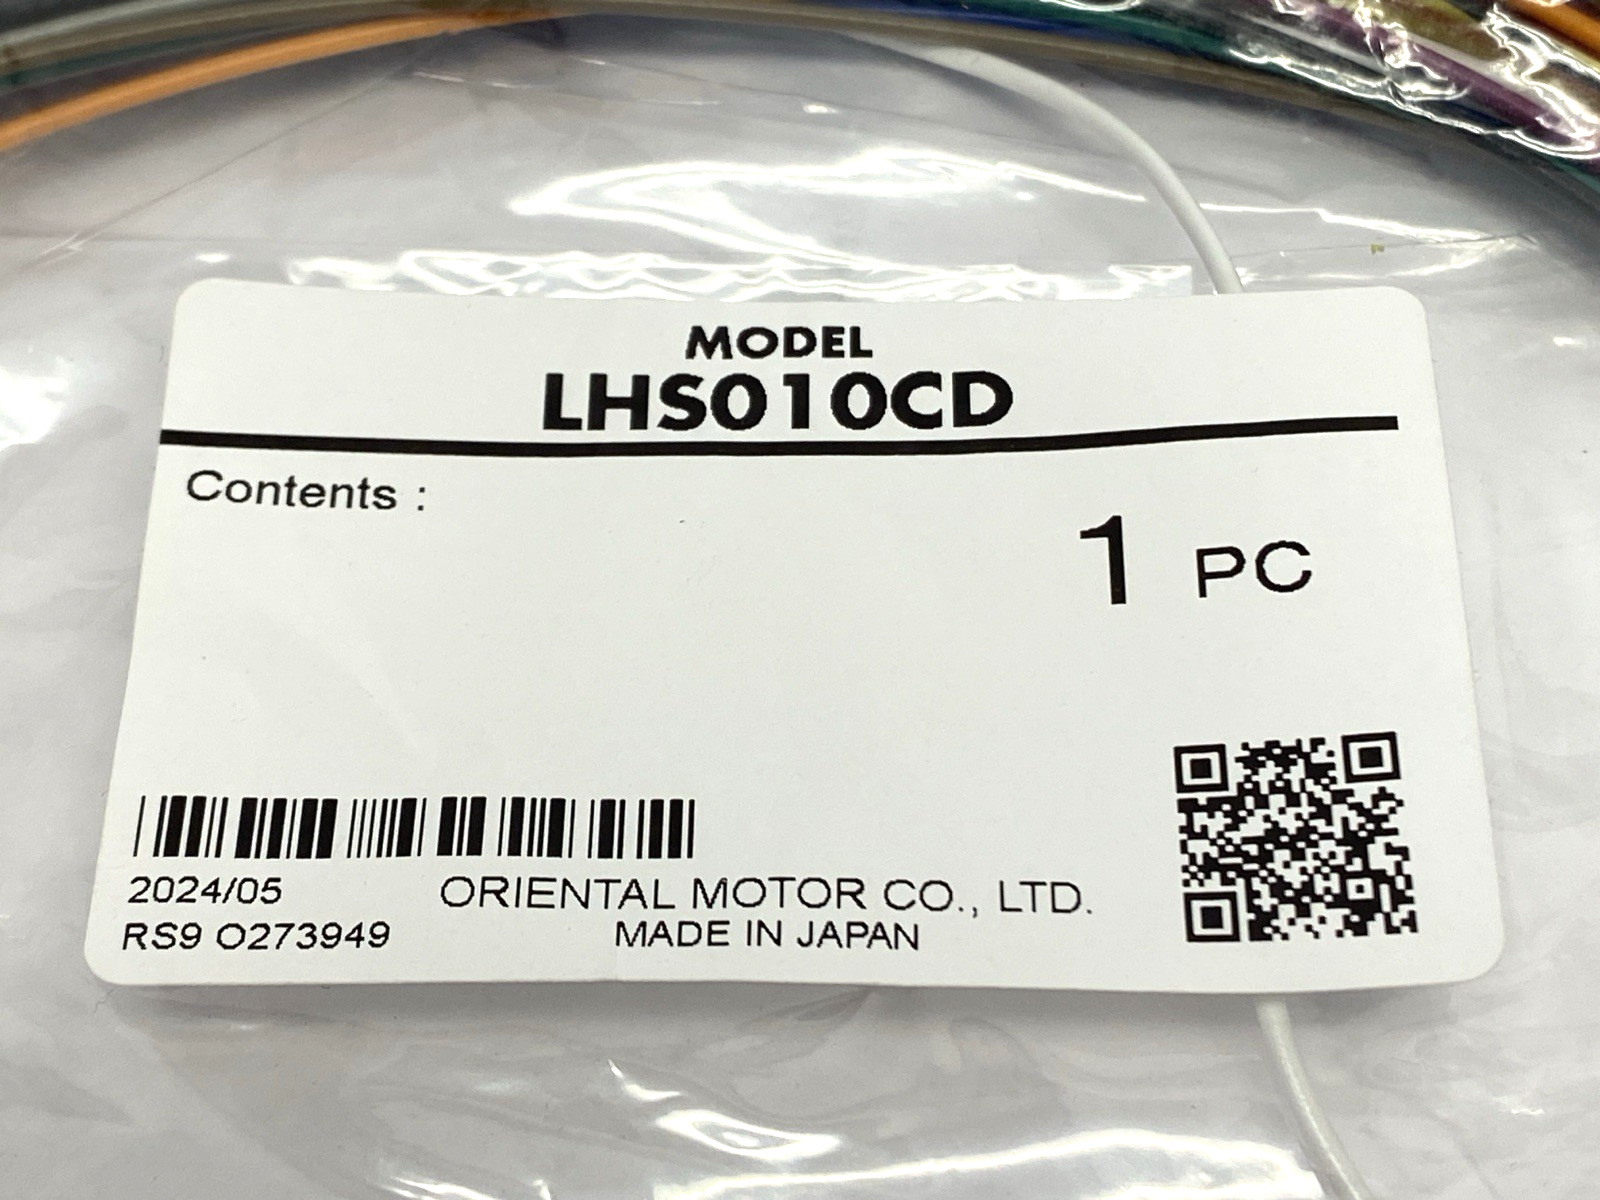 MODEL
LHS010CD
Contents :
1 PC
2024/05
ORIENTAL MOTOR CO., LTD.
RS9 O273949
MADE IN JAPAN